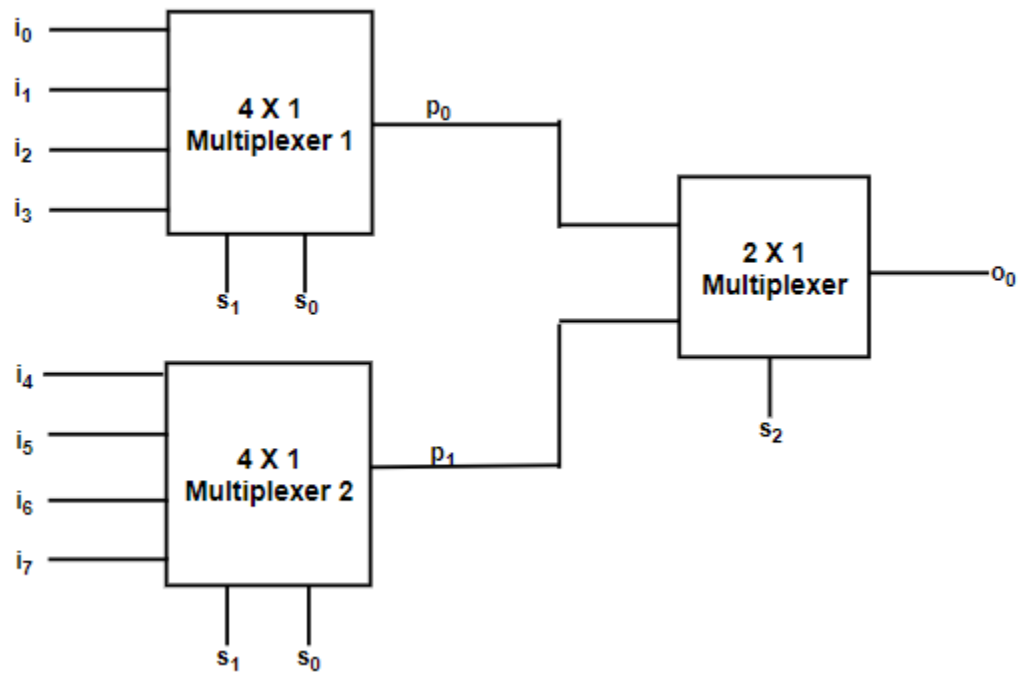 i₀
i₁
i₂
i₃
4 X 1
Multiplexer 1
p₀
s₁
s₀
i₄
i₅
i₆
i₇
4 X 1
Multiplexer 2
p₁
s₁
s₀
2 X 1
Multiplexer
s₂
o₀